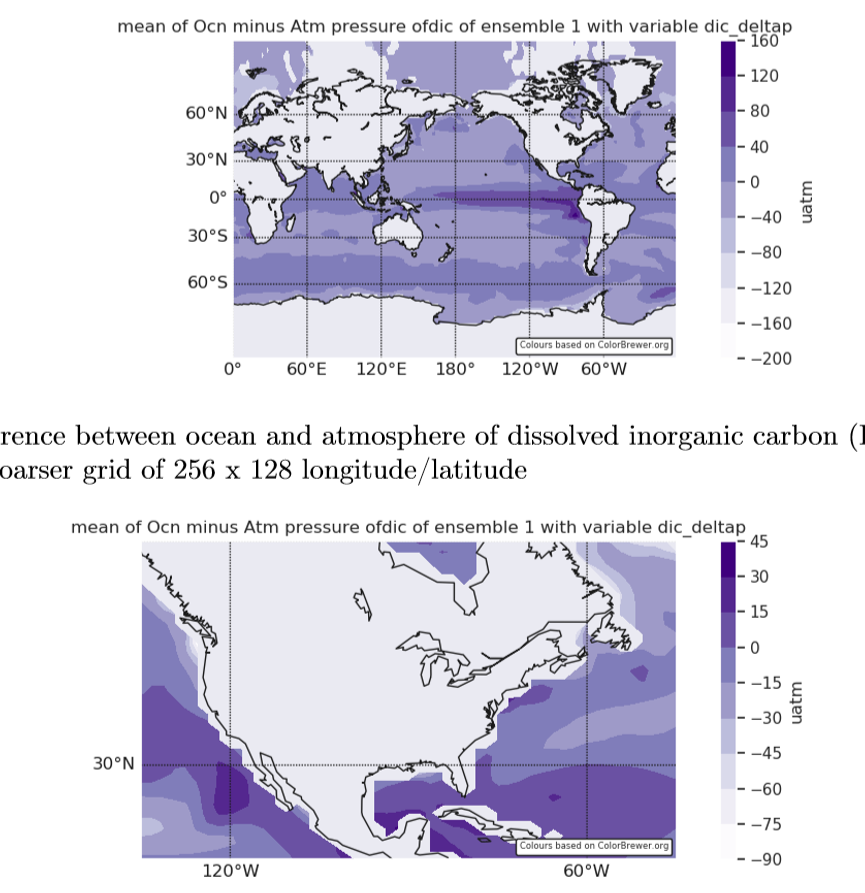 mean of Ocn minus Atm pressure ofdic of ensemble 1 with variable dic_deltap
160
120
80
40
0
−40
−80
−120
−160
−200
uatm
60°N
30°N
0°
30°S
60°S
Colours based on ColorBrewer.org
0° 60°E 120°E 180° 120°W 60°W
rence between ocean and atmosphere of dissolved inorganic carbon (
oarser grid of 256 x 128 longitude/latitude
mean of Ocn minus Atm pressure ofdic of ensemble 1 with variable dic_deltap
45
30
15
0
−15
−30
−45
−60
−75
−90
uatm
30°N
Colours based on ColorBrewer.org
120°W 60°W